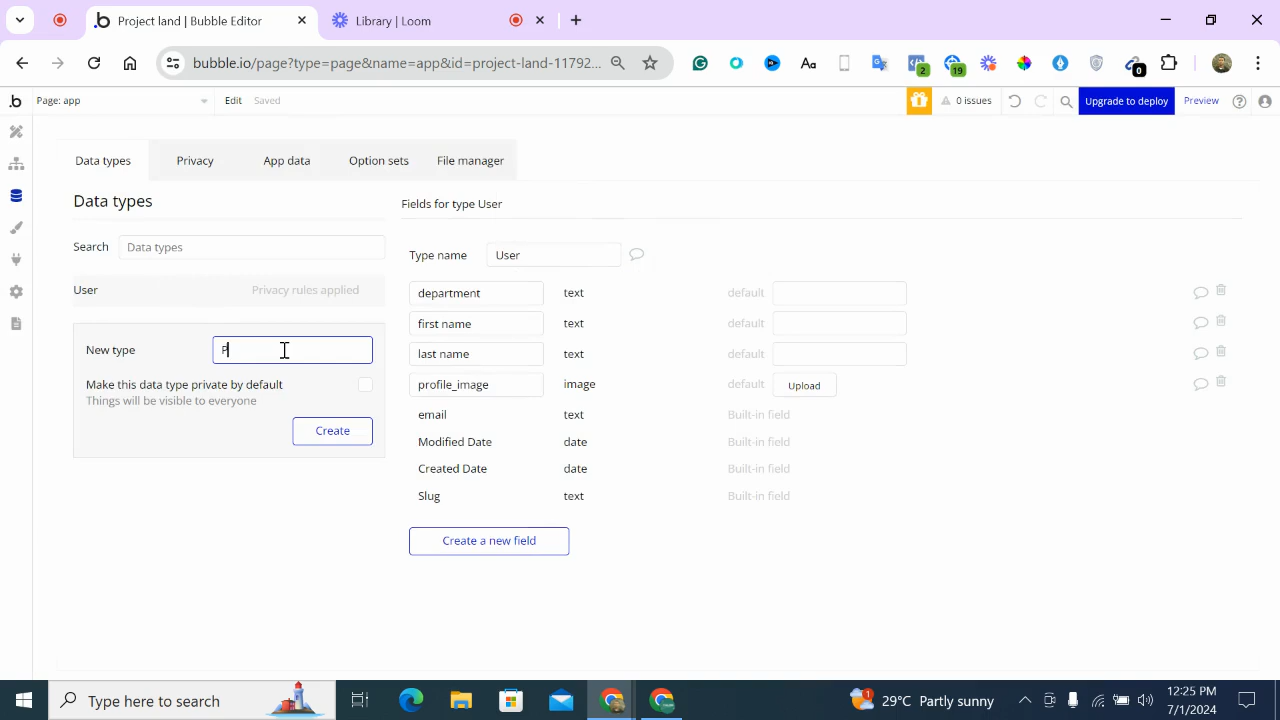 Project land | Bubble Editor
Library | Loom
bubble.io/page?type=page&name=app&id=project-land-11792...
2
19
0
Page: app
Edit
Saved
0 issues
Upgrade to deploy
Preview
Data types
Privacy
App data
Option sets
File manager
Data types
Search
Data types
User
Privacy rules applied
New type
P
Make this data type private by default
Things will be visible to everyone
Create
Fields for type User
Type name
User
department
text
default
first name
text
default
last name
text
default
profile_image
image
default
Upload
email
text
Built-in field
Modified Date
date
Built-in field
Created Date
date
Built-in field
Slug
text
Built-in field
Create a new field
Type here to search
1
29°C Partly sunny
12:25 PM
7/1/2024